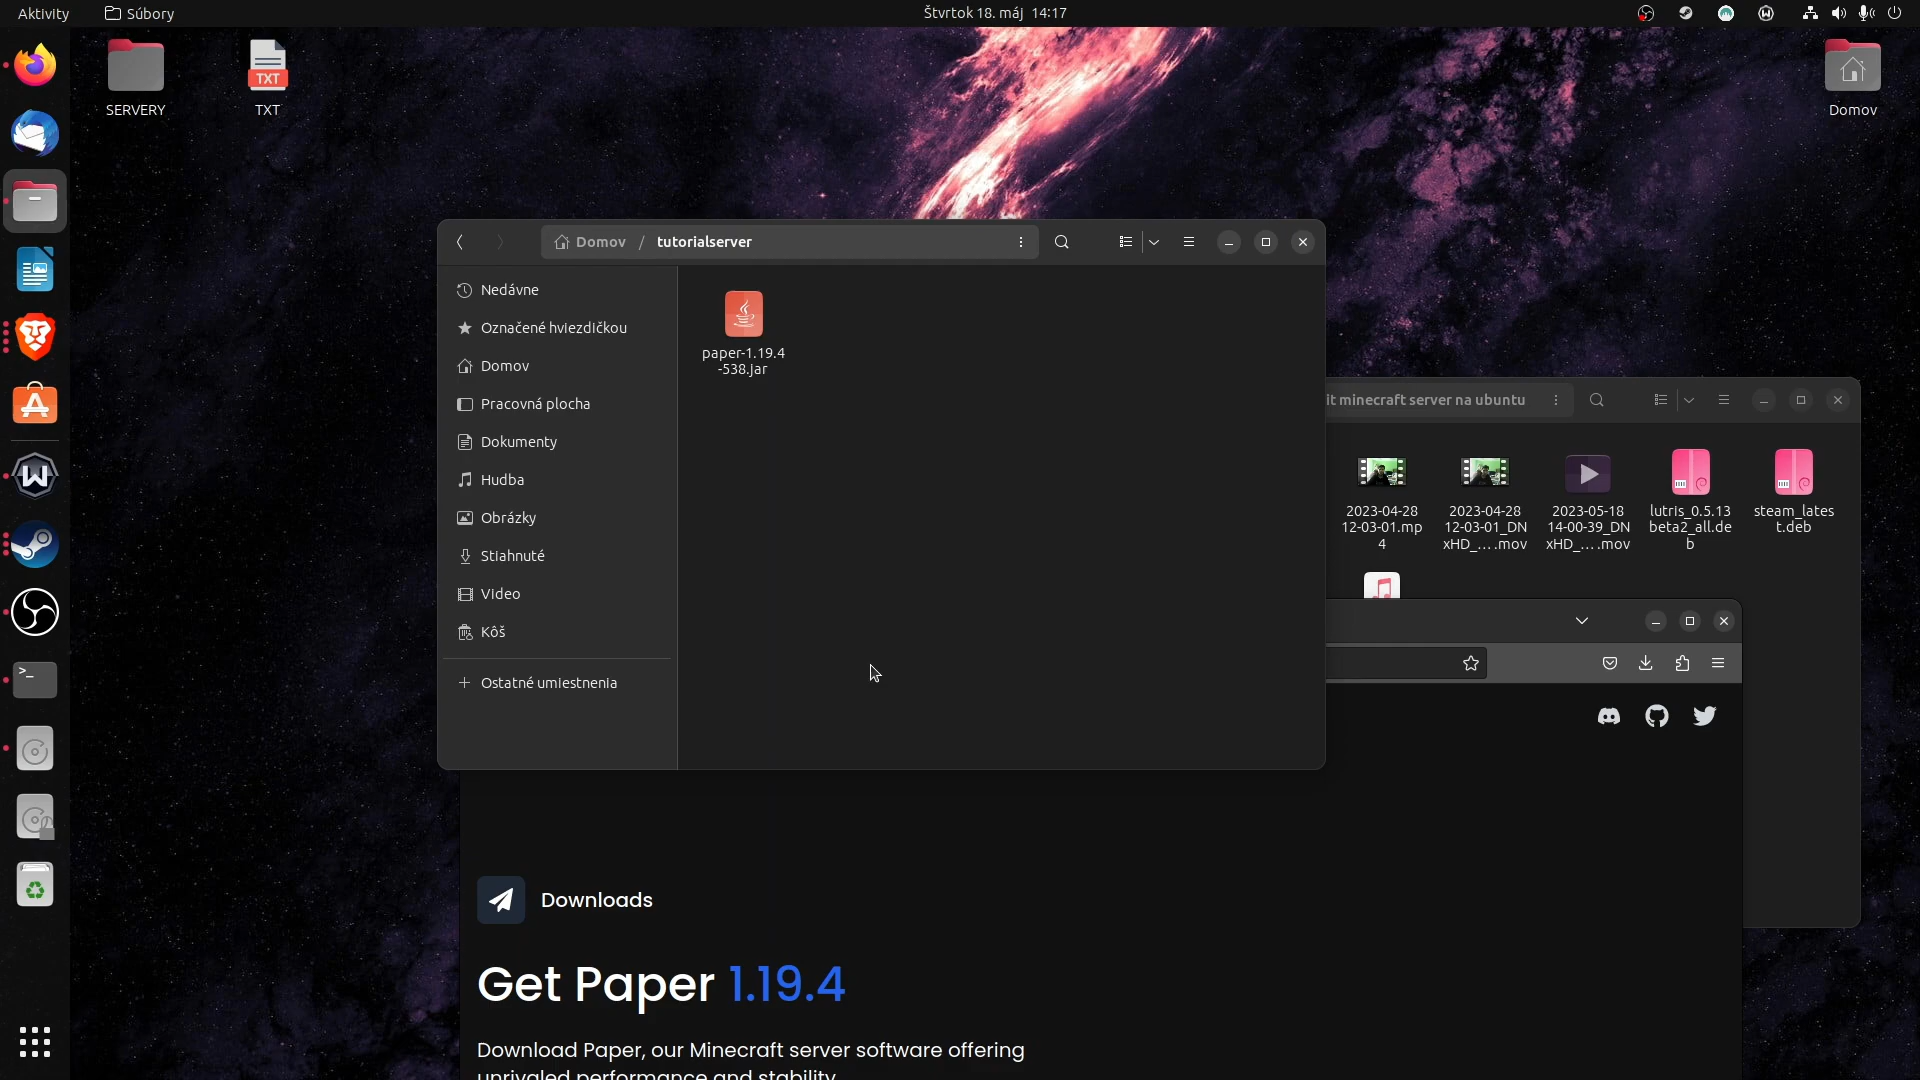 Aktivity
Súbory
Štvrtok 18. máj 14:17
SERVERY
TXT
TXT
Domov
Domov / tutorialserver
Nedávne
Označené hviezdičkou
Domov
Pracovná plocha
Dokumenty
Hudba
Obrázky
Stiahnuté
Video
Kôš
Ostatné umiestnenia
paper-1.19.4
-538.jar
it minecraft server na ubuntu
2023-04-28
12-03-01.mp
4
2023-04-28
12-03-01_DN
xHD_... .mov
2023-05-18
14-00-39_DN
xHD_... .mov
lutris_0.5.13
beta2_all.de
b
steam_lates
t.deb
Downloads
Get Paper 1.19.4
Download Paper, our Minecraft server software offering
unrivaled performance and stability.